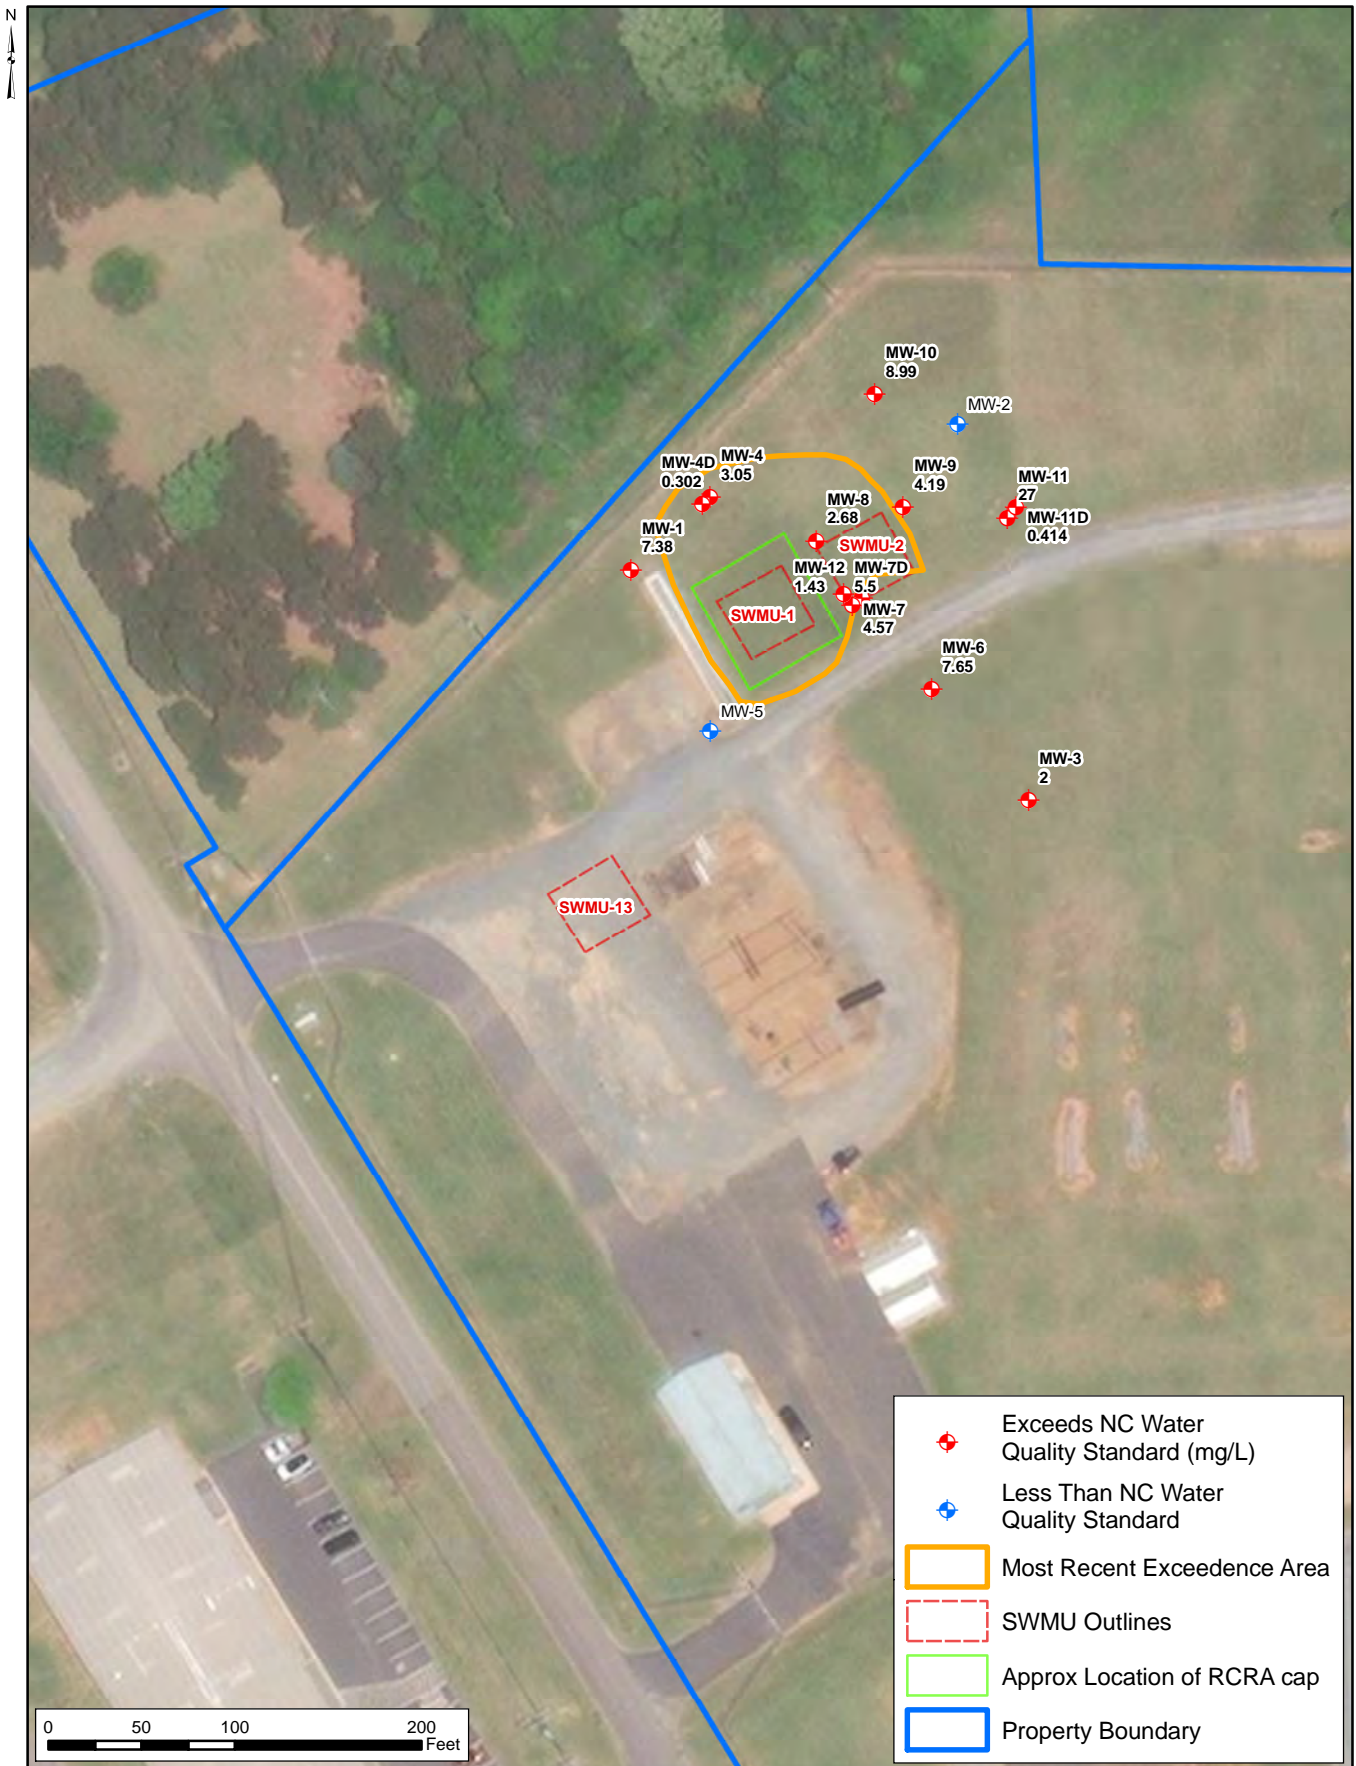 N
MW-10
8.99
MW-2
MW-4D
0.302
MW-4
3.05
MW-9
4.19
MW-11
27
MW-11D
0.414
MW-8
2.68
MW-1
7.38
SWMU-2
MW-12
1.43
MW-7D
5.5
MW-7
4.57
SWMU-1
MW-6
7.65
MW-5
MW-3
2
SWMU-13
Exceeds NC Water
Quality Standard (mg/L)
Less Than NC Water
Quality Standard
Most Recent Exceedence Area
SWMU Outlines
Approx Location of RCRA cap
Property Boundary
0 50 100 200
Feet